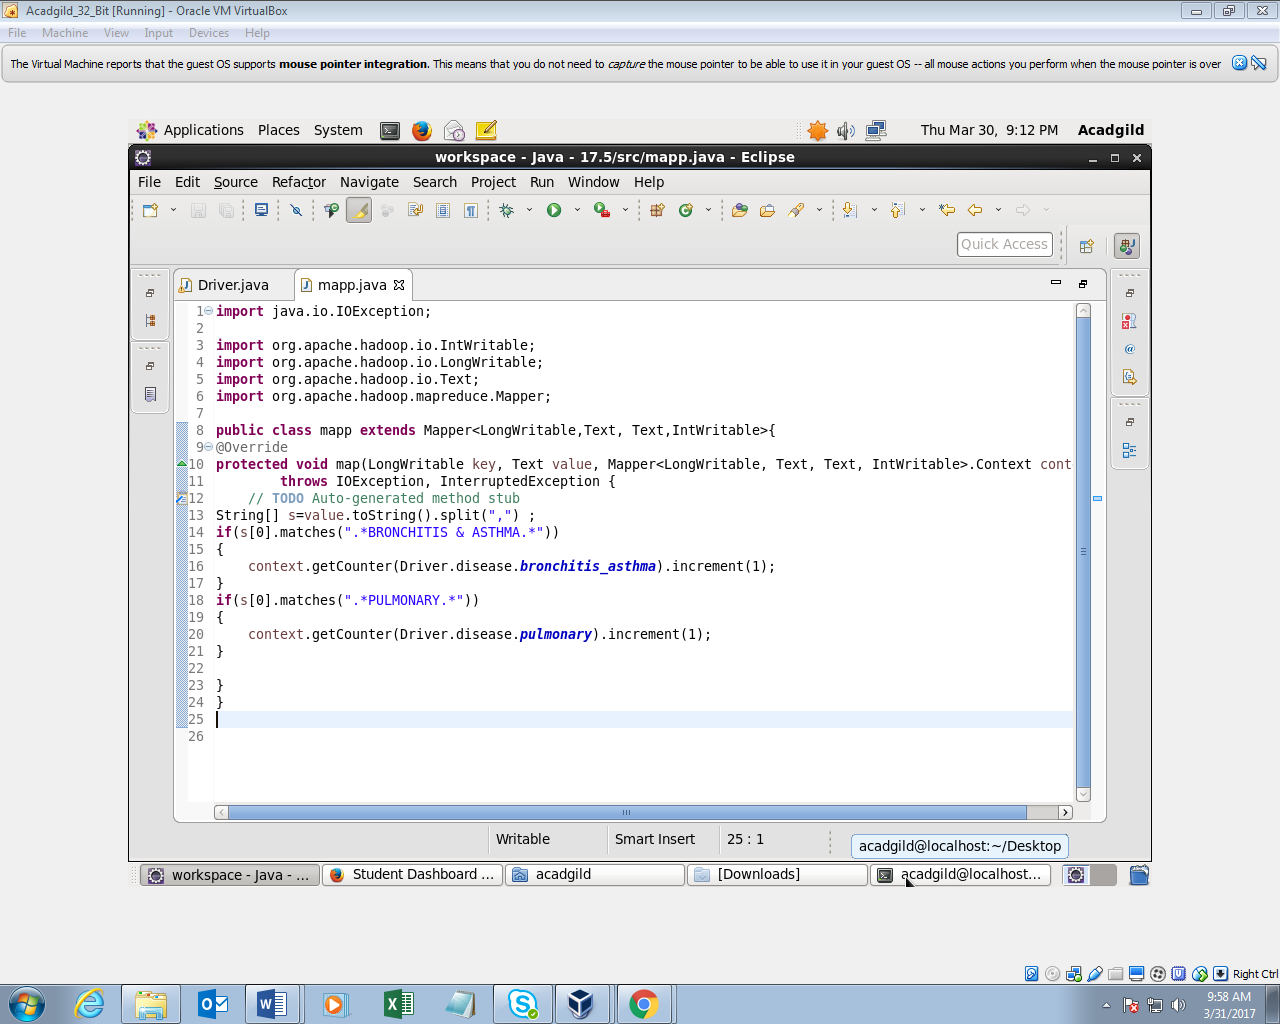 Acadgild_32_Bit [Running] - Oracle VM VirtualBox
File Machine View Input Devices Help
The Virtual Machine reports that the guest OS supports mouse pointer integration. This means that you do not need to capture the mouse pointer to be able to use it in your guest OS -- all mouse actions you perform when the mouse pointer is over
Applications Places System Thu Mar 30, 9:12 PM Acadgild
workspace - Java - 17.5/src/mapp.java - Eclipse
File Edit Source Refactor Navigate Search Project Run Window Help
Quick Access
Driver.java mapp.java
1 import java.io.IOException;
2
3 import org.apache.hadoop.io.IntWritable;
4 import org.apache.hadoop.io.LongWritable;
5 import org.apache.hadoop.io.Text;
6 import org.apache.hadoop.mapreduce.Mapper;
7
8 public class mapp extends Mapper<LongWritable,Text, Text,IntWritable>{
9 @Override
10 protected void map(LongWritable key, Text value, Mapper<LongWritable, Text, Text, IntWritable>.Context cont
11 throws IOException, InterruptedException {
12 // TODO Auto-generated method stub
13 String[] s=value.toString().split(",") ;
14 if(s[0].matches(".*BRONCHITIS & ASTHMA.*"))
15 {
16 context.getCounter(Driver.disease.bronchitis_asthma).increment(1);
17 }
18 if(s[0].matches(".*PULMONARY.*"))
19 {
20 context.getCounter(Driver.disease.pulmonary).increment(1);
21 }
22
23 }
24 }
25
26
Writable Smart Insert 25 : 1
acadgild@localhost:~/Desktop
workspace - Java - ... Student Dashboard ... acadgild [Downloads] acadgild@localhost...
Right Ctrl
9:58 AM
3/31/2017